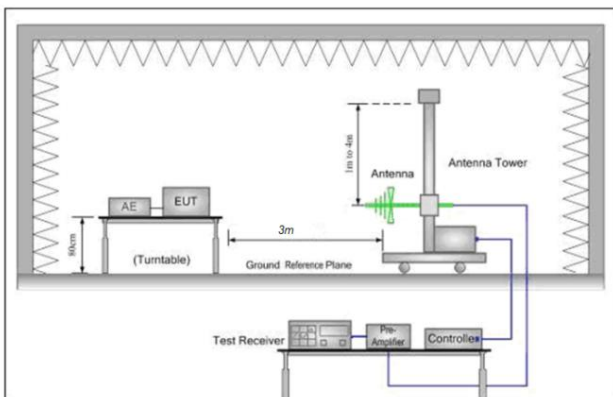 1m to 4m
Antenna
Antenna Tower
AE
EUT
80cm
(Turntable)
3m
Ground Reference Plane
Test Receiver
Pre-
Amplifier
Controller